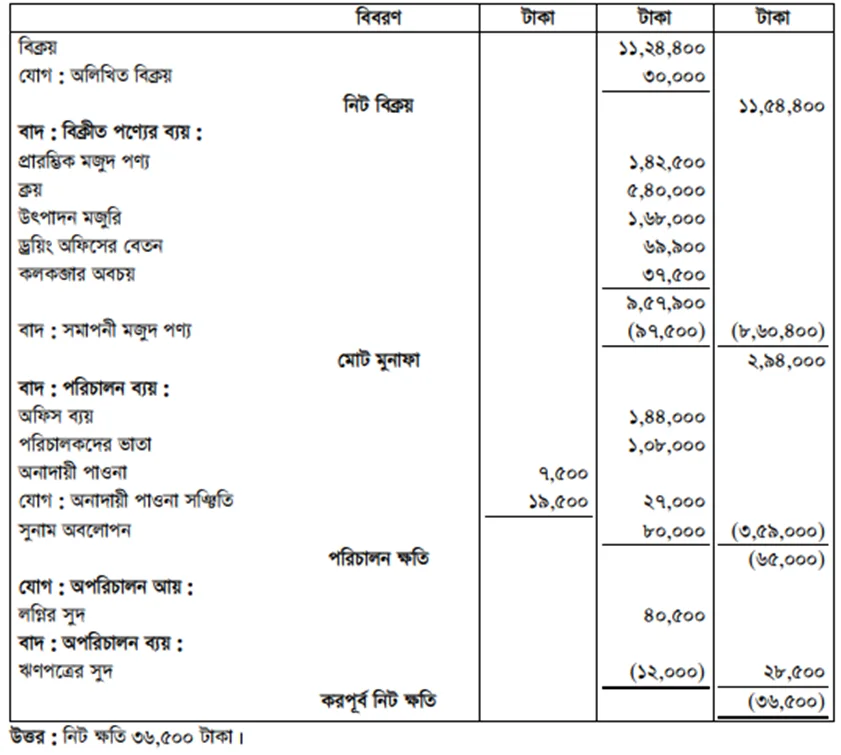 বিবরণ টাকা টাকা টাকা
বিক্রয় ১১,২৪,৪০০
যোগ : অলিখিত বিক্রয় ৩০,০০০
নিট বিক্রয় ১১,৫৪,৪০০
বাদ : বিক্রীত পণ্যের ব্যয় :
প্রারম্ভিক মজুদ পণ্য ১,৪২,৫০০
ক্রয় ৫,৪০,০০০
উৎপাদন মজুরি ১,৬৮,০০০
ড্রয়িং অফিসের বেতন ৬৯,৯০০
কলকব্জার অবচয় ৩৭,৫০০
৯,৫৭,৯০০
বাদ : সমাপনী মজুদ পণ্য (৯৭,৫০০) (৮,৬০,৪০০)
মোট মুনাফা ২,৯৪,০০০
বাদ : পরিচালন ব্যয় :
অফিস ব্যয় ১,৪৪,০০০
পরিচালকদের ভাতা ১,০৮,০০০
অনাদায়ী পাওনা ৭,৫০০
যোগ : অনাদায়ী পাওনা সঞ্চিতি ১৯,৫০০ ২৭,০০০
সুনাম অবলোপন ৮০,০০০ (৩,৫৯,০০০)
পরিচালন ক্ষতি (৬৫,০০০)
যোগ : অপরিচালন আয় :
লগ্নির সুদ ৪০,৫০০
বাদ : অপরিচালন ব্যয় :
ঋণপত্রের সুদ (১২,০০০) ২৮,৫০০
করপূর্ব নিট ক্ষতি (৩৬,৫০০)
উত্তর : নিট ক্ষতি ৩৬,৫০০ টাকা।